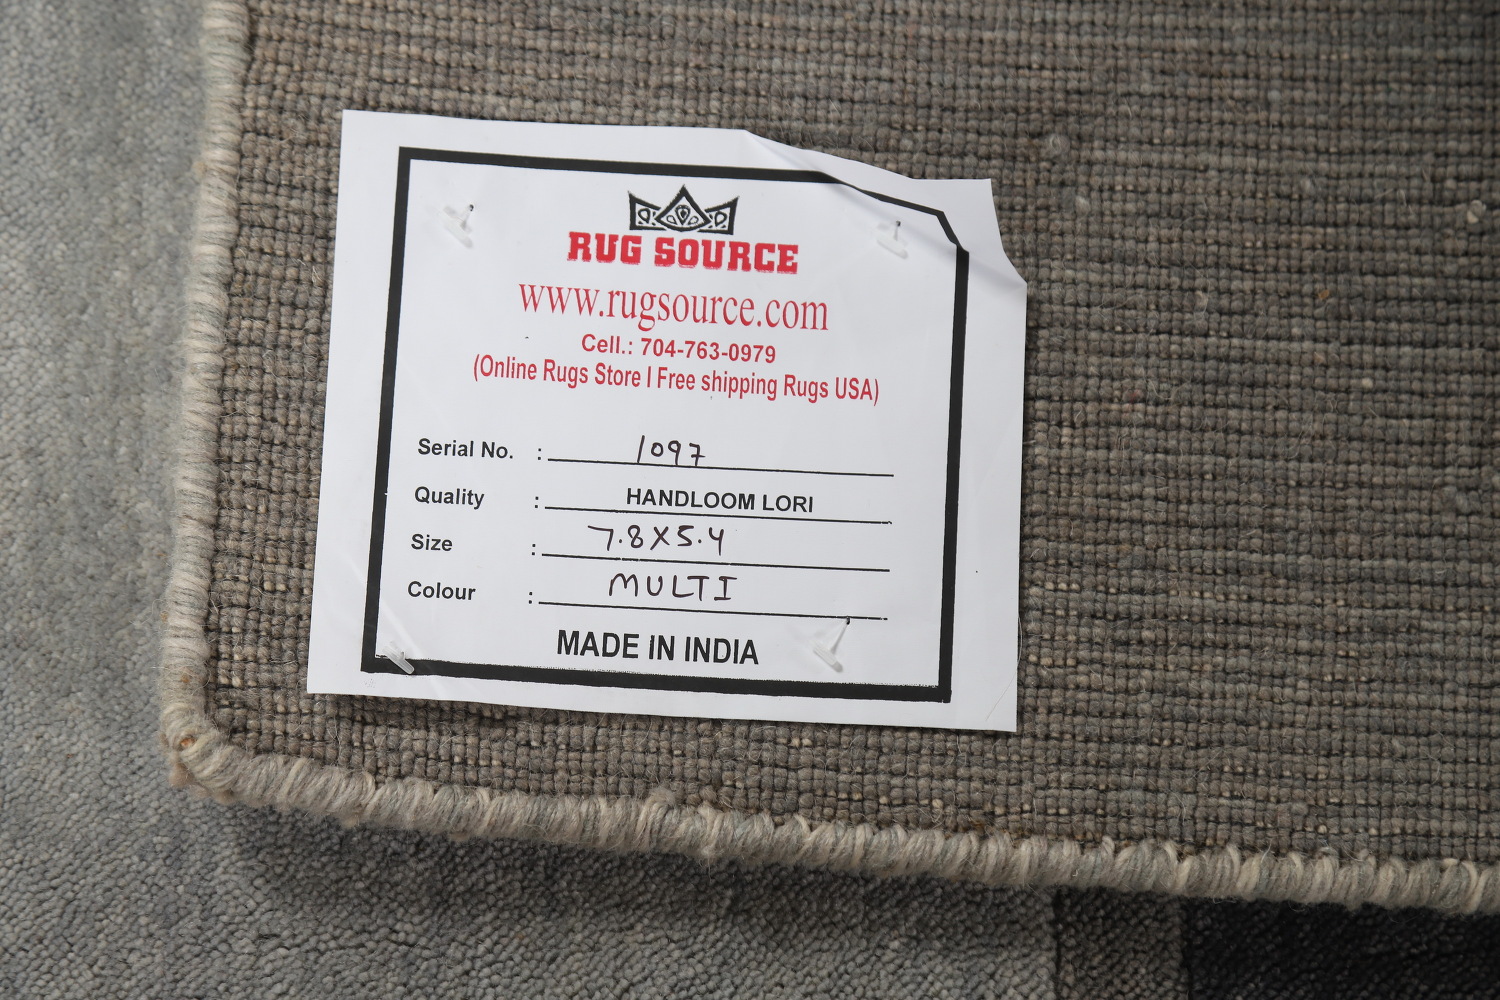 RUG SOURCE
www.rugsource.com
Cell.: 704-763-0979
(Online Rugs Store I Free shipping Rugs USA)
Serial No. : 1097
Quality : HANDLOOM LORI
Size : 7.8X5.4
Colour : MULTI
MADE IN INDIA